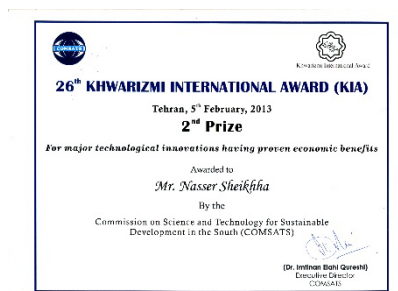 COMSATS
Khwarizmi International Award
26th KHWARIZMI INTERNATIONAL AWARD (KIA)
Tehran, 5th February, 2013
2nd Prize
For major technological innovations having proven economic benefits
Awarded to
Mr. Nasser Sheikhha
By the
Commission on Science and Technology for Sustainable
Development in the South (COMSATS)
(Dr. Imtinan Elahi Qureshi)
Executive Director
COMSATS